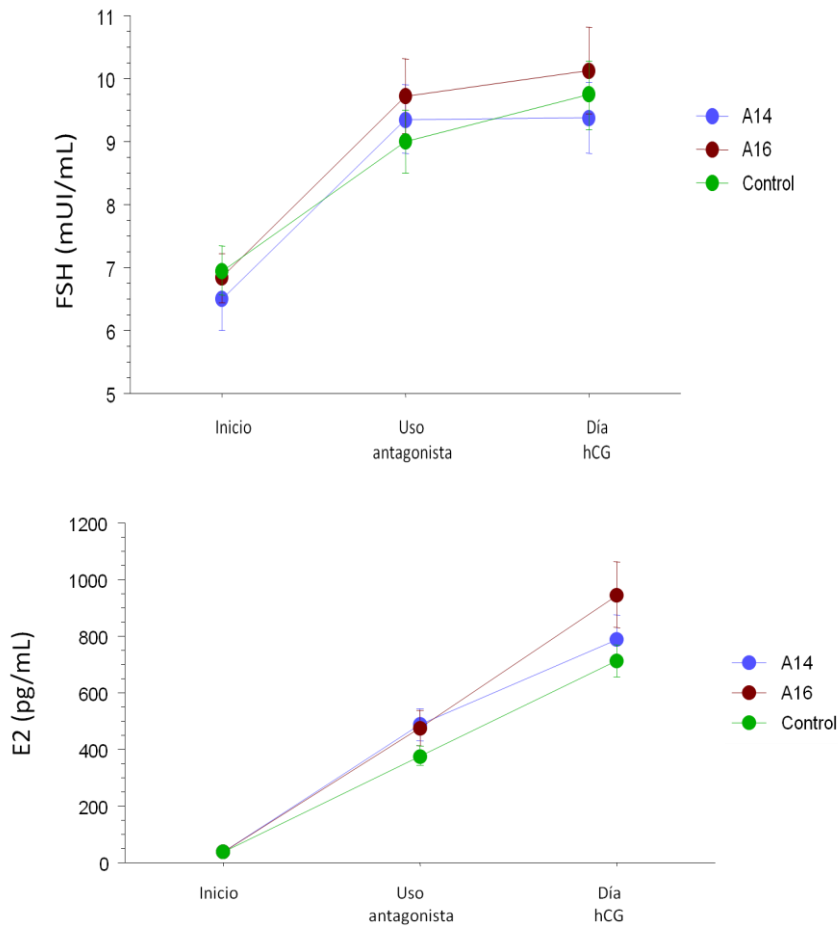 11
10
9
8
7
6
5
FSH (mUI/mL)
A14
A16
Control
Inicio
Uso
antagonista
Día
hCG
1200
1000
800
600
400
200
0
E2 (pg/mL)
A14
A16
Control
Inicio
Uso
antagonista
Día
hCG